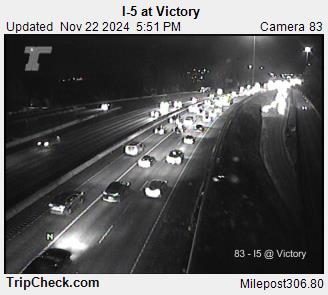 I-5 at Victory
Updated Nov 22 2024 5:51 PM Camera 83
T
N
83 - I5 @ Victory
TripCheck.com Milepost306.80